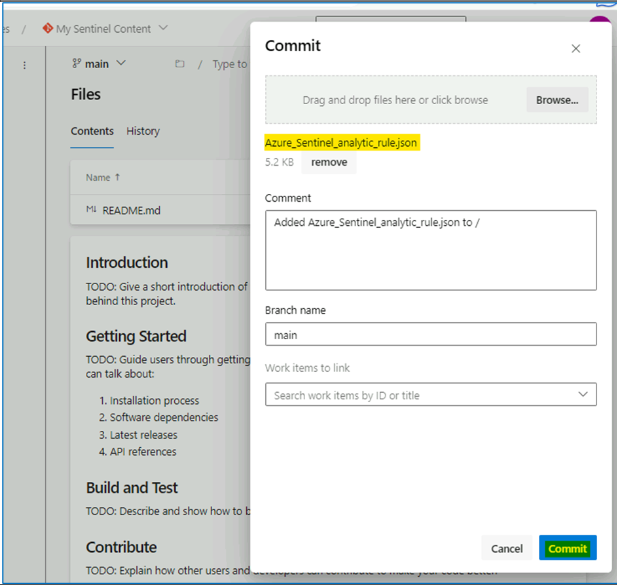 es / My Sentinel Content
main / Type to
Files
Contents History
Name ↑
M↓ README.md
Introduction
TODO: Give a short introduction of
behind this project.
Getting Started
TODO: Guide users through getting
can talk about:
1. Installation process
2. Software dependencies
3. Latest releases
4. API references
Build and Test
TODO: Describe and show how to b
Contribute
TODO: Explain how other users and developers can contribute to make your code better.
Commit
Drag and drop files here or click browse Browse...
Azure_Sentinel_analytic_rule.json
5.2 KB remove
Comment
Added Azure_Sentinel_analytic_rule.json to /
Branch name
main
Work items to link
Search work items by ID or title
Cancel Commit